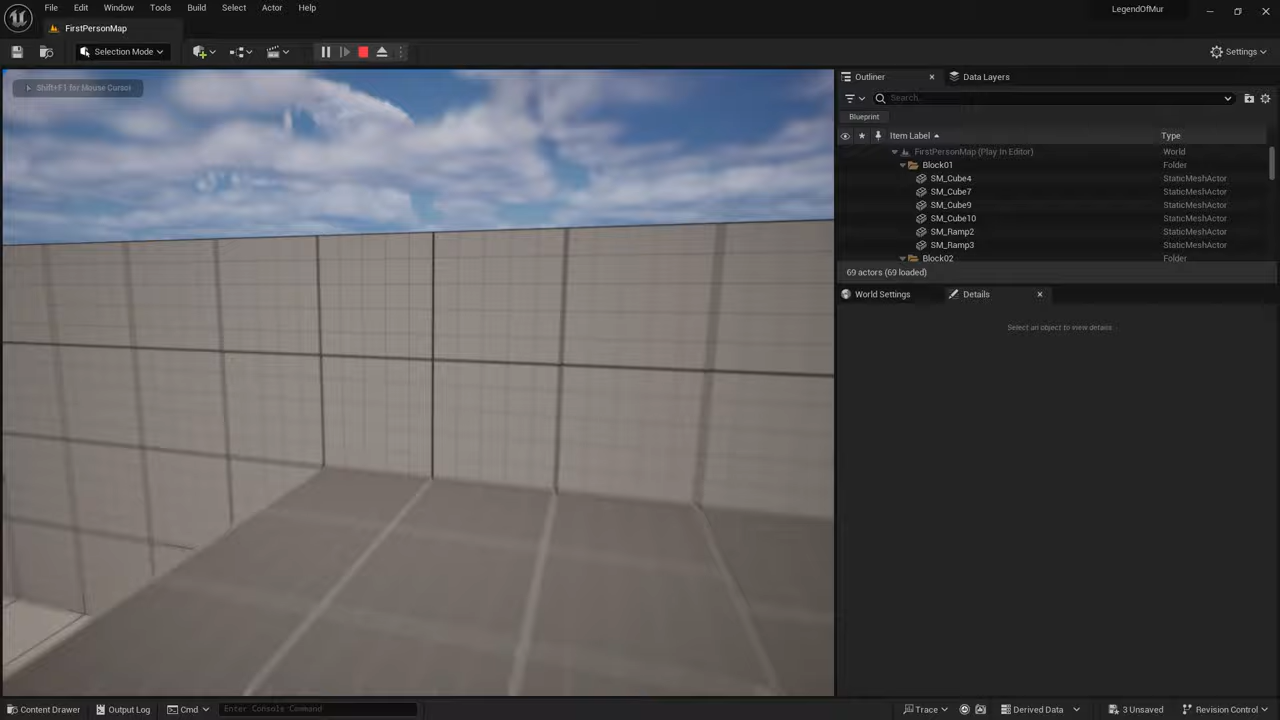 File Edit Window Tools Build Select Actor Help
LegendOfMur
FirstPersonMap
Selection Mode
Settings
Shift+F1 for Mouse Cursor
Outliner
Data Layers
Search...
Blueprint
Item Label
Type
FirstPersonMap (Play In Editor) World
Block01 Folder
SM_Cube4 StaticMeshActor
SM_Cube7 StaticMeshActor
SM_Cube9 StaticMeshActor
SM_Cube10 StaticMeshActor
SM_Ramp2 StaticMeshActor
SM_Ramp3 StaticMeshActor
Block02 Folder
69 actors (69 loaded)
World Settings
Details
Select an object to view details
Content Drawer
Output Log
Cmd
Enter Console Command
Trace
Derived Data
3 Unsaved
Revision Control